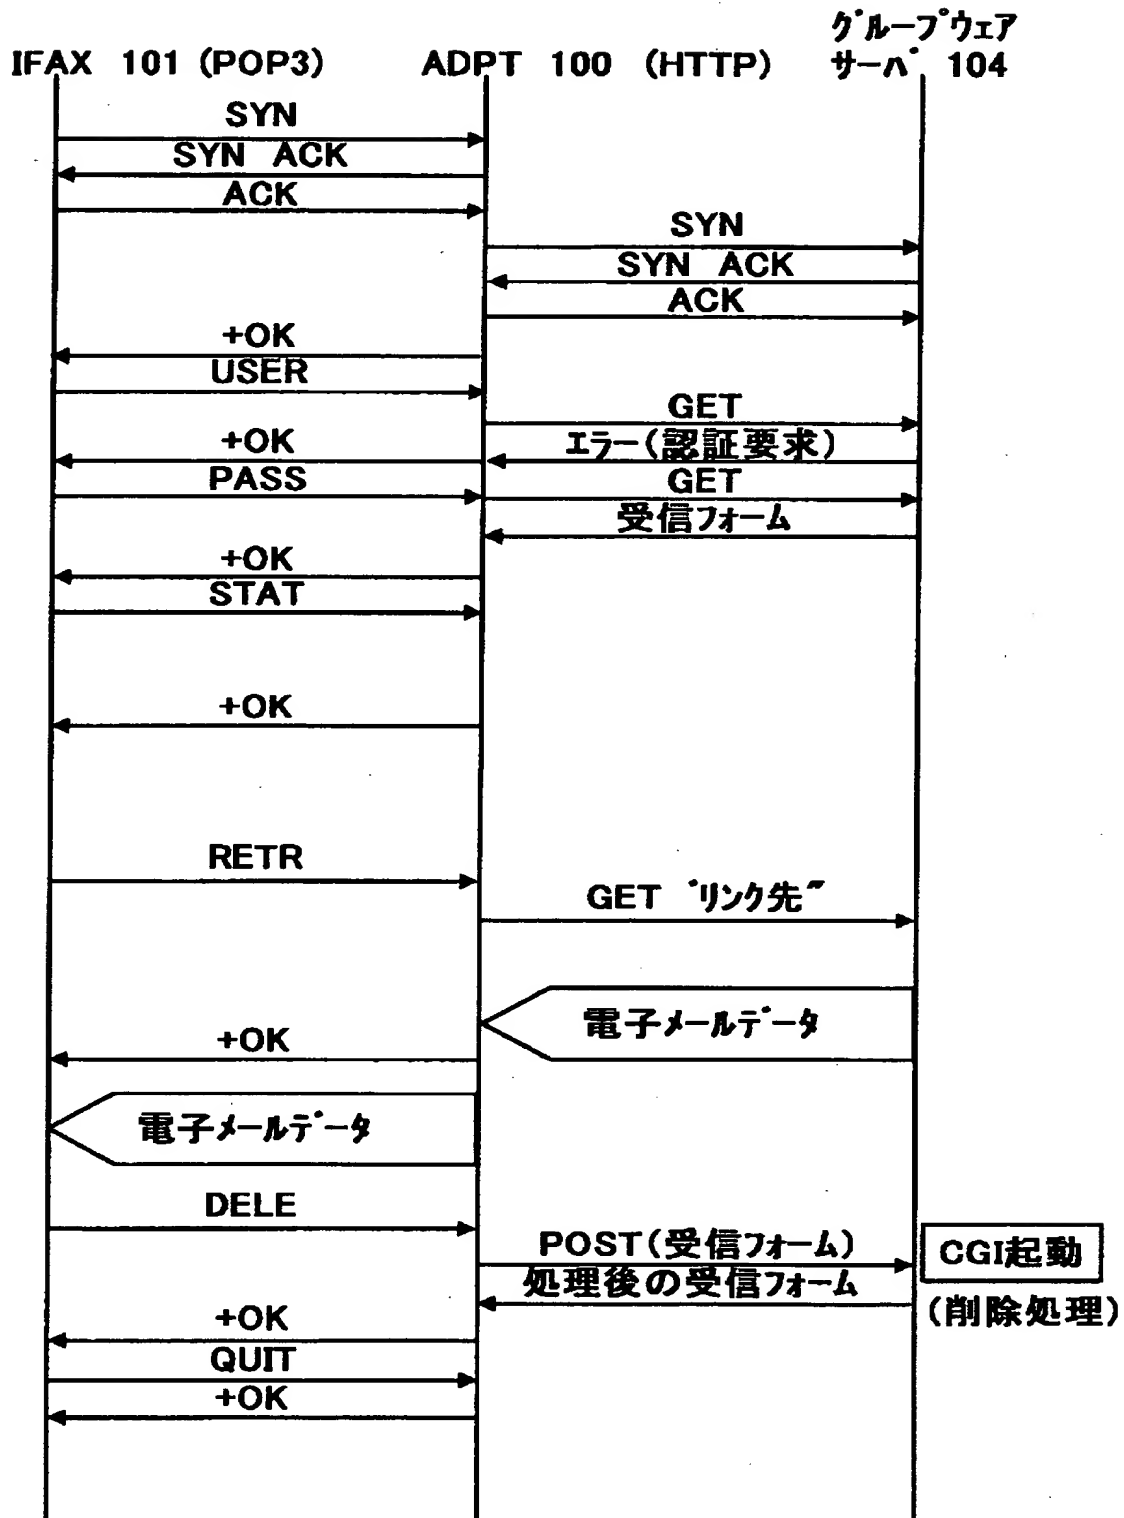 グループウェア
IFAX 101 (POP3) ADPT 100 (HTTP) サーバ 104
SYN
SYN ACK
ACK
SYN
SYN ACK
ACK
+OK
USER
GET
+OK エラー(認証要求)
PASS GET
受信フォーム
+OK
STAT
+OK
RETR
GET "リンク先"
電子メールデータ
+OK
電子メールデータ
DELE
POST(受信フォーム) CGI起動
処理後の受信フォーム (削除処理)
+OK
QUIT
+OK